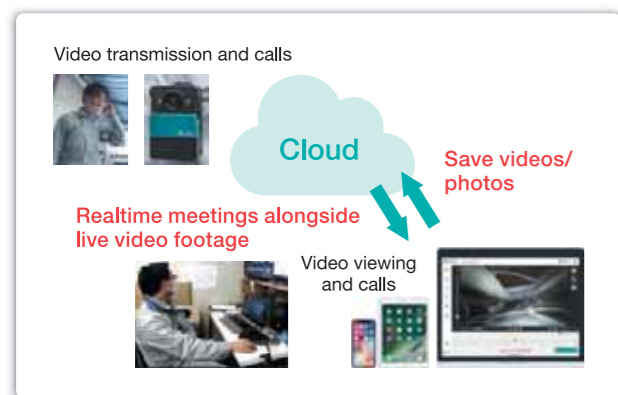 Video transmission and calls
Cloud
Save videos/
photos
Realtime meetings alongside
live video footage
Video viewing
and calls